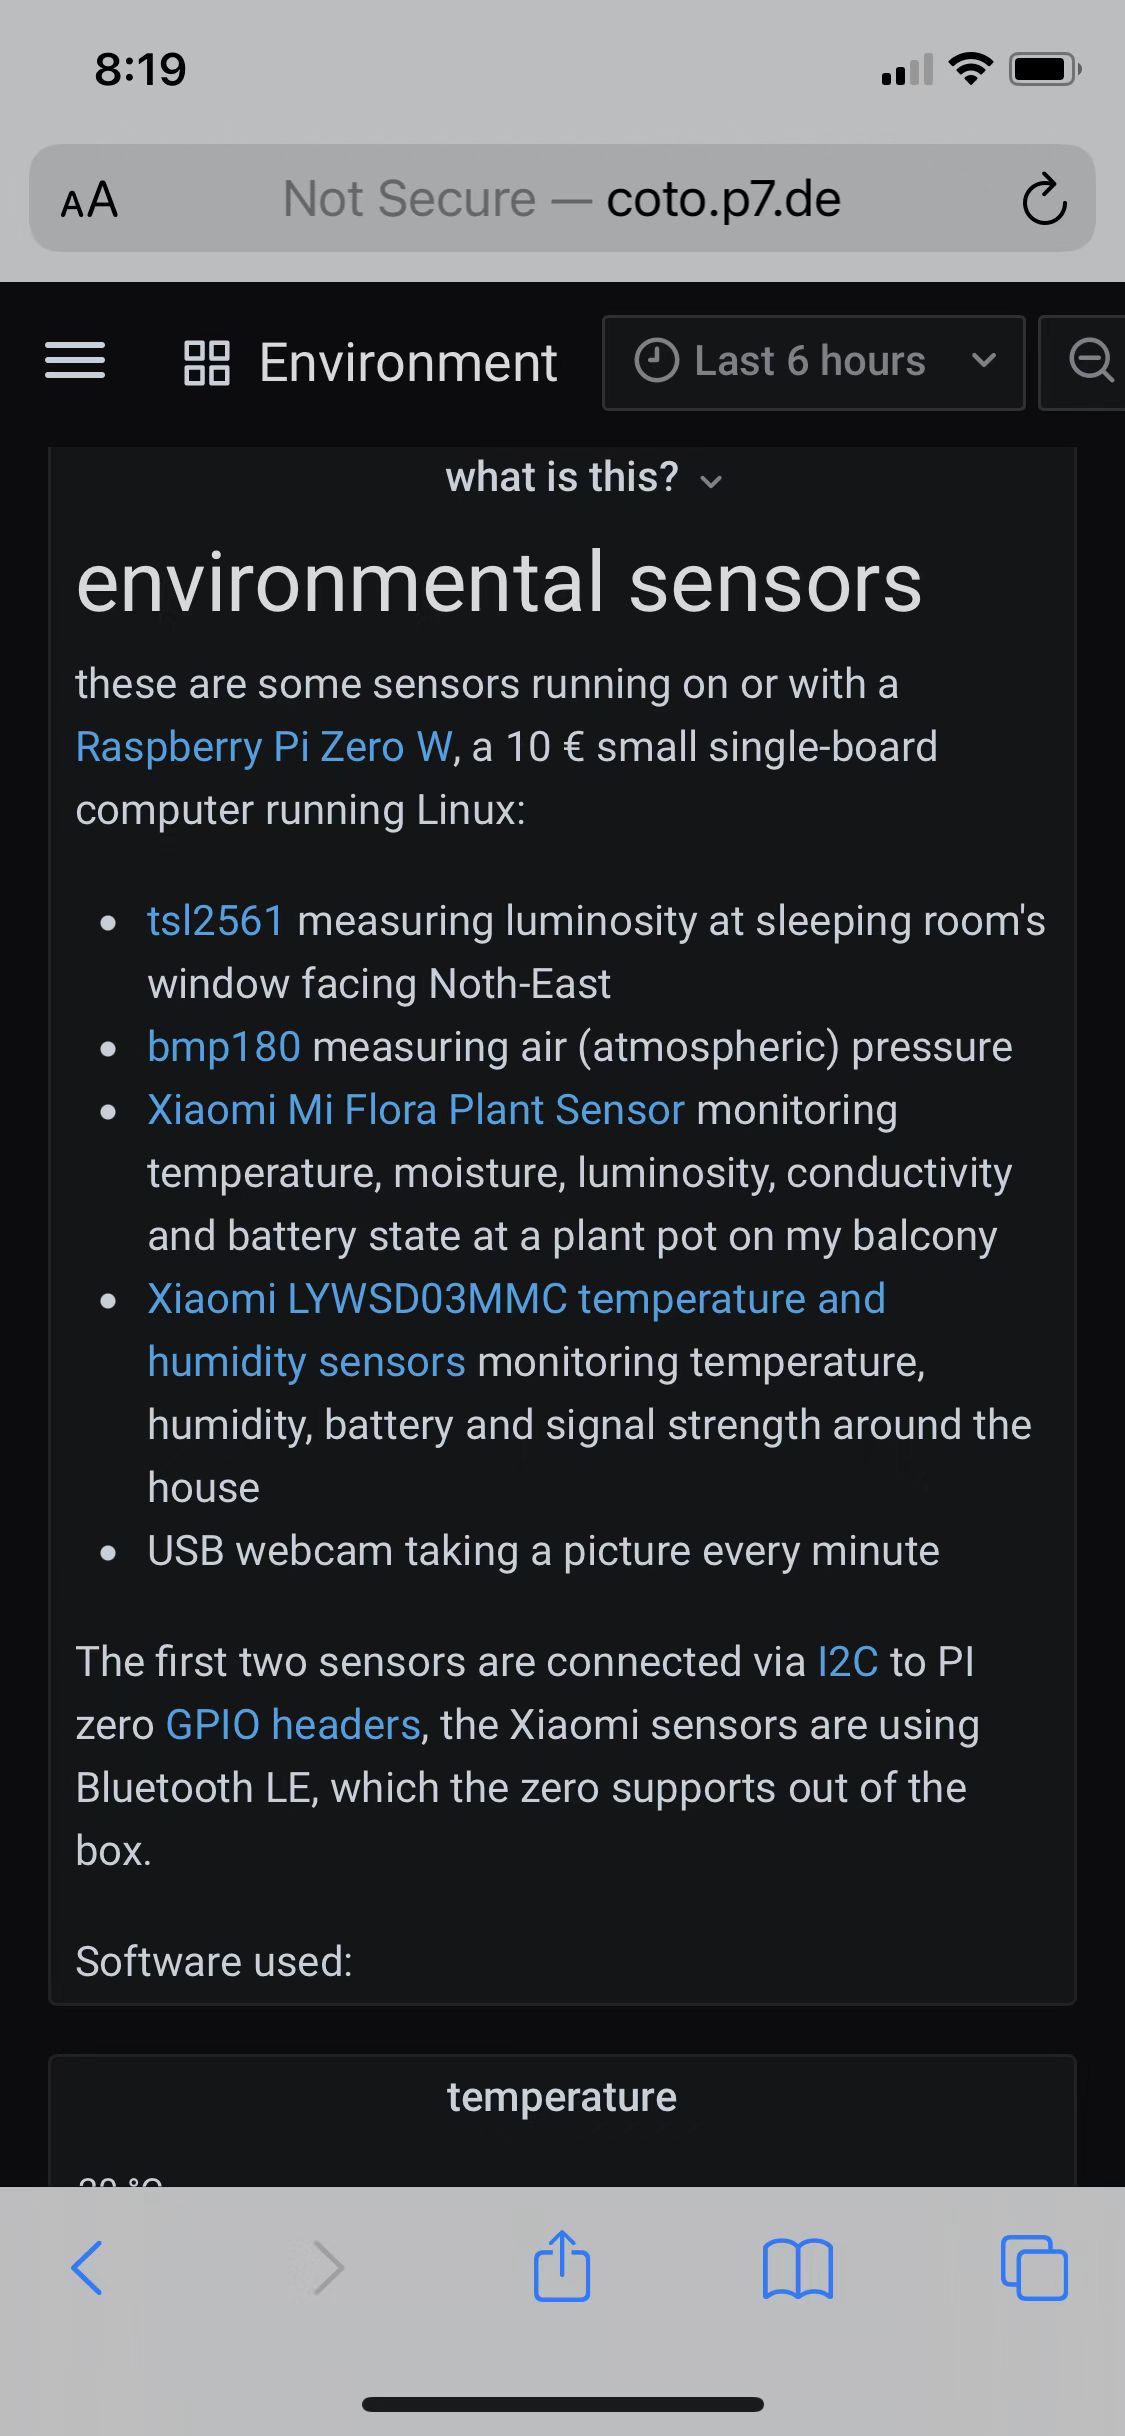 8:19
AA Not Secure — coto.p7.de
Environment Last 6 hours
what is this?
environmental sensors
these are some sensors running on or with a
Raspberry Pi Zero W, a 10 € small single-board
computer running Linux:
tsl2561 measuring luminosity at sleeping room's
window facing Noth-East
bmp180 measuring air (atmospheric) pressure
Xiaomi Mi Flora Plant Sensor monitoring
temperature, moisture, luminosity, conductivity
and battery state at a plant pot on my balcony
Xiaomi LYWSD03MMC temperature and
humidity sensors monitoring temperature,
humidity, battery and signal strength around the
house
USB webcam taking a picture every minute
The first two sensors are connected via I2C to PI
zero GPIO headers, the Xiaomi sensors are using
Bluetooth LE, which the zero supports out of the
box.
Software used:
temperature